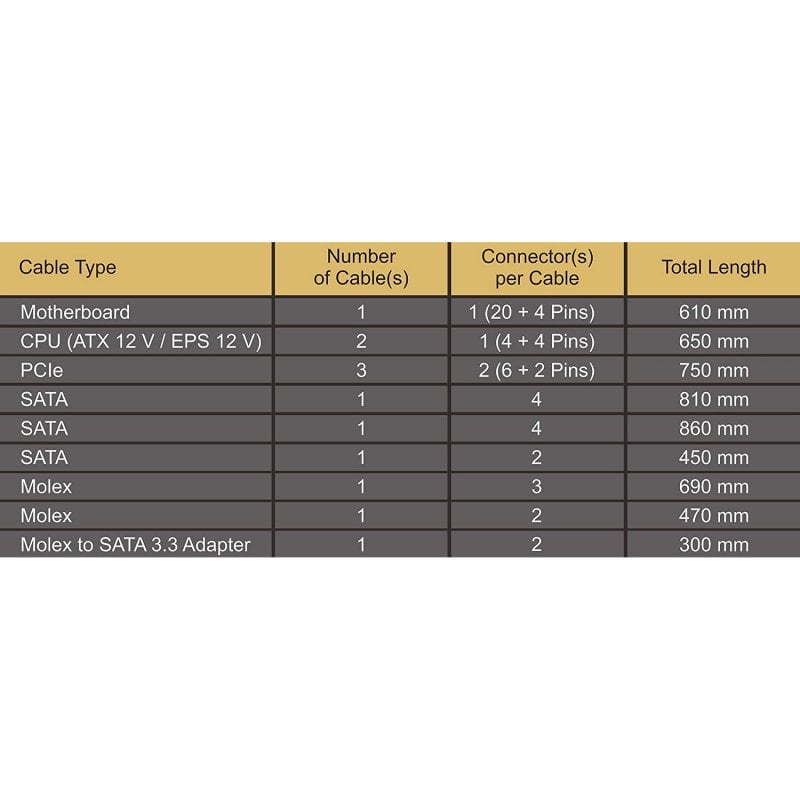 Cable Type Number of Cable(s) Connector(s) per Cable Total Length
Motherboard 1 1 (20 + 4 Pins) 610 mm
CPU (ATX 12 V / EPS 12 V) 2 1 (4 + 4 Pins) 650 mm
PCIe 3 2 (6 + 2 Pins) 750 mm
SATA 1 4 810 mm
SATA 1 4 860 mm
SATA 1 2 450 mm
Molex 1 3 690 mm
Molex 1 2 470 mm
Molex to SATA 3.3 Adapter 1 2 300 mm